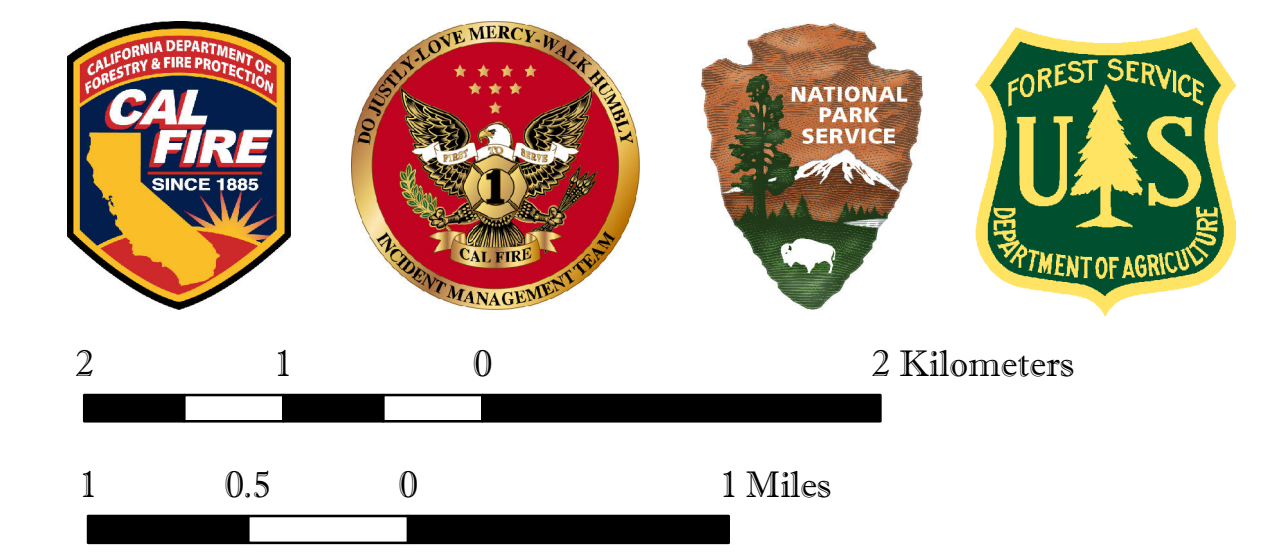 CALIFORNIA DEPARTMENT OF
FORESTRY & FIRE PROTECTION
CAL
FIRE
SINCE 1885
DO JUSTLY-LOVE MERCY-WALK HUMBLY
FIRST TO SERVE
1
CAL FIRE
INCIDENT MANAGEMENT TEAM
NATIONAL
PARK
SERVICE
FOREST SERVICE
U S
DEPARTMENT OF AGRICULTURE
2 1 0 2 Kilometers
1 0.5 0 1 Miles